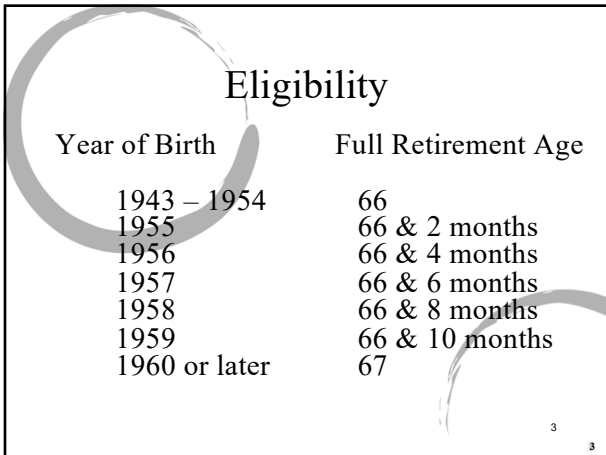 Eligibility
Year of Birth Full Retirement Age
1943 – 1954 66
1955 66 & 2 months
1956 66 & 4 months
1957 66 & 6 months
1958 66 & 8 months
1959 66 & 10 months
1960 or later 67
3
3